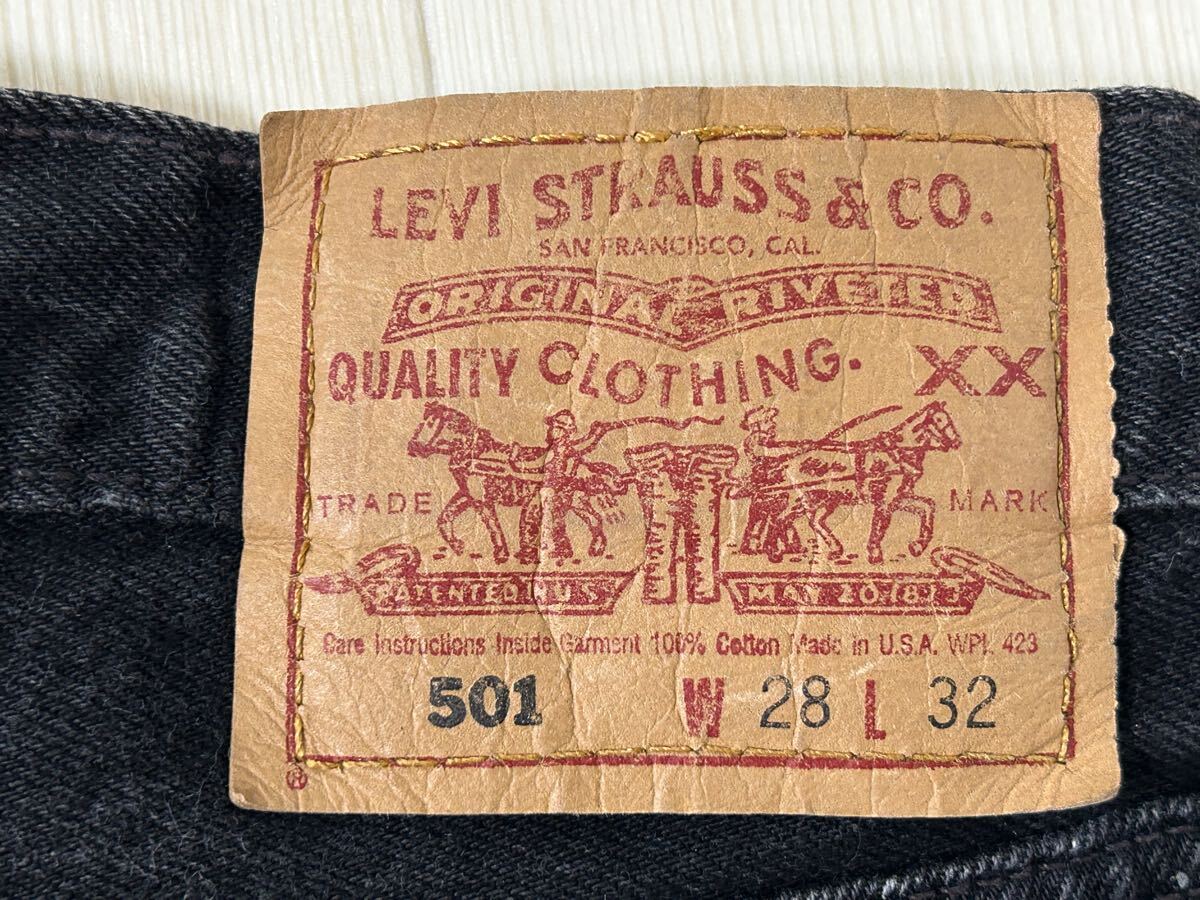 LEVI STRAUSS & CO.
SAN FRANCISCO, CAL.
ORIGINAL RIVETED
QUALITY CLOTHING. XX
TRADE MARK
PATENTED IN U.S. MAY 20 1873
Care Instructions Inside Garment 100% Cotton Made in U.S.A. WPL 423
501 W 28 L 32
®